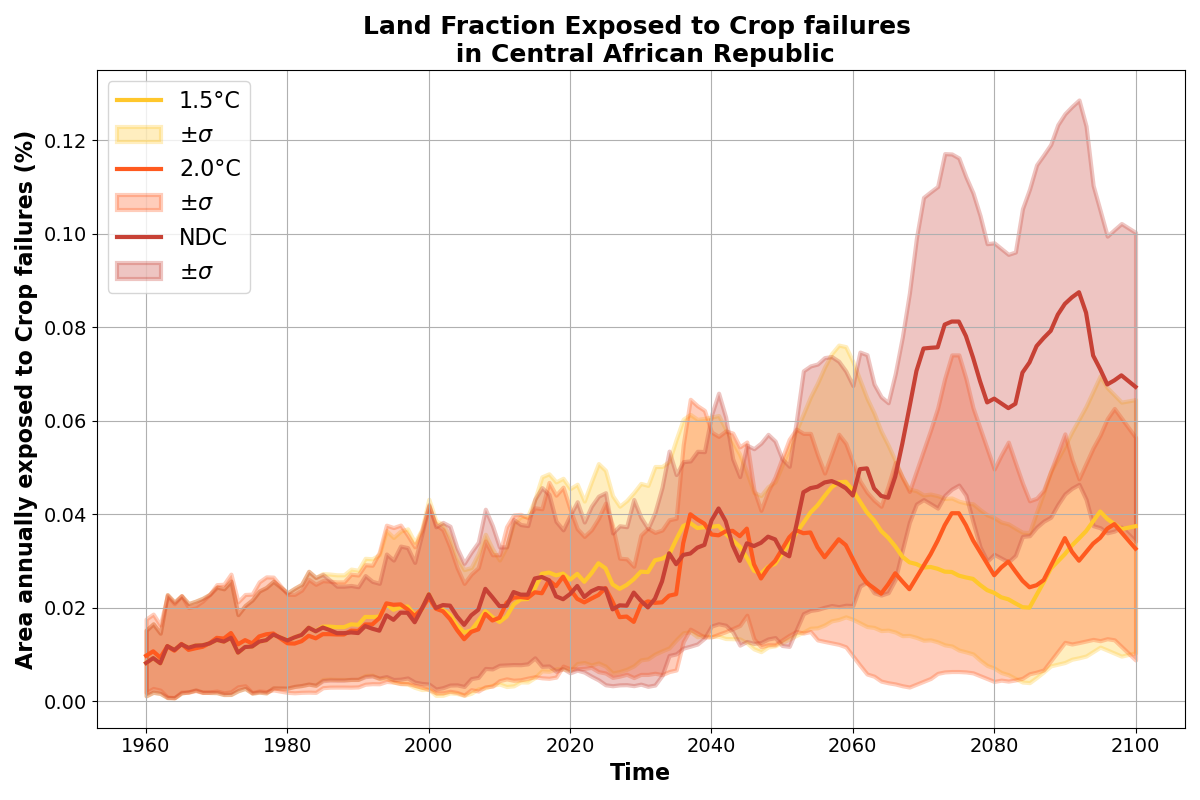 Land Fraction Exposed to Crop failures
in Central African Republic
Area annually exposed to Crop failures (%)
1.5°C
±σ
2.0°C
±σ
NDC
±σ
0.12
0.10
0.08
0.06
0.04
0.02
0.00
1960 1980 2000 2020 2040 2060 2080 2100
Time